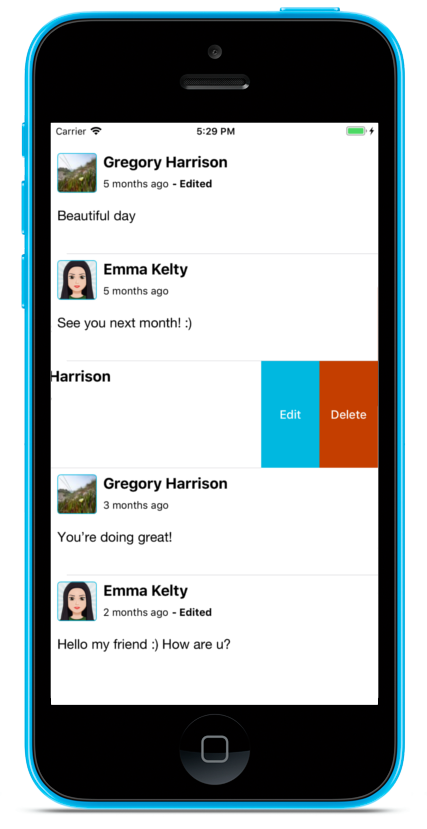 Carrier 5:29 PM
Gregory Harrison
5 months ago - Edited
Beautiful day
Emma Kelty
5 months ago
See you next month! :)
Harrison
Edit Delete
Gregory Harrison
3 months ago
You're doing great!
Emma Kelty
2 months ago - Edited
Hello my friend :) How are u?